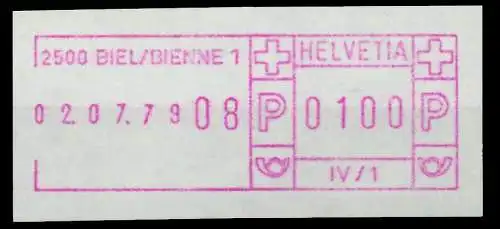 2500 BIEL/BIENNE 1 HELVETIA
02.07.79 08 P 0100 P
IV/1